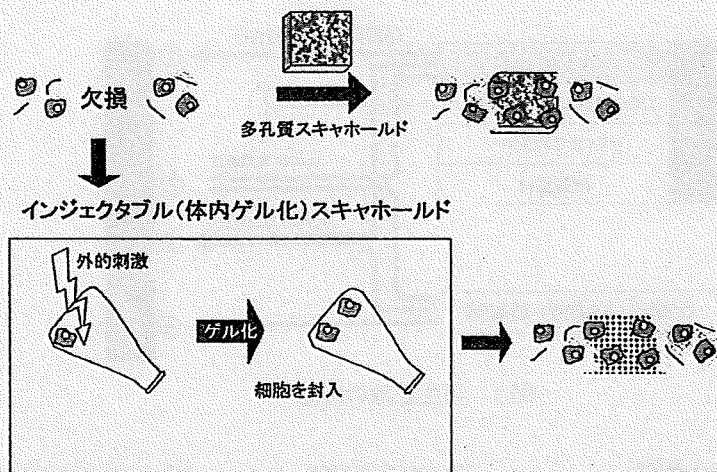 欠損
多孔質スキャホールド
インジェクタブル(体内ゲル化)スキャホールド
外的刺激
ゲル化
細胞を封入